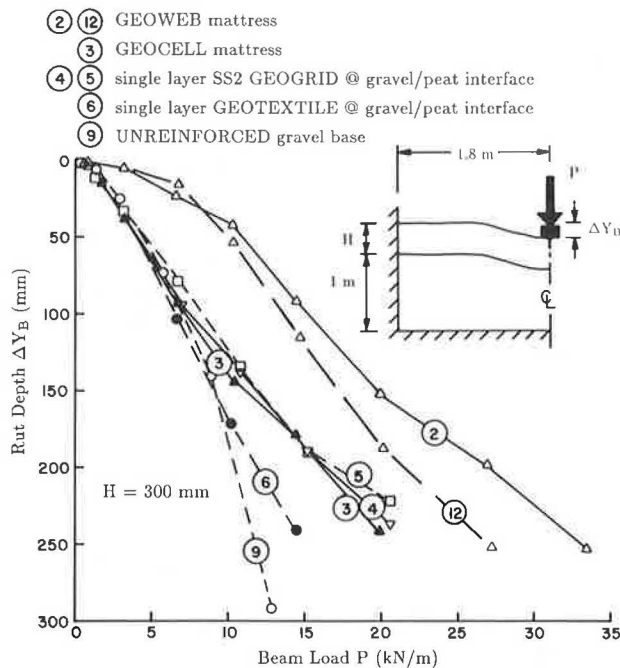 ② ⑫ GEOWEB mattress
③ GEOCELL mattress
④ ⑤ single layer SS2 GEOGRID @ gravel/peat interface
⑥ single layer GEOTEXTILE @ gravel/peat interface
⑨ UNREINFORCED gravel base
1.8 m
P
H
ΔY_B
1 m
℄
0
50
100
150
200
250
300
Rut Depth ΔY_B (mm)
③
②
⑤
⑥
③
④
⑫
⑨
H = 300 mm
0
5
10
15
20
25
30
35
Beam Load P (kN/m)